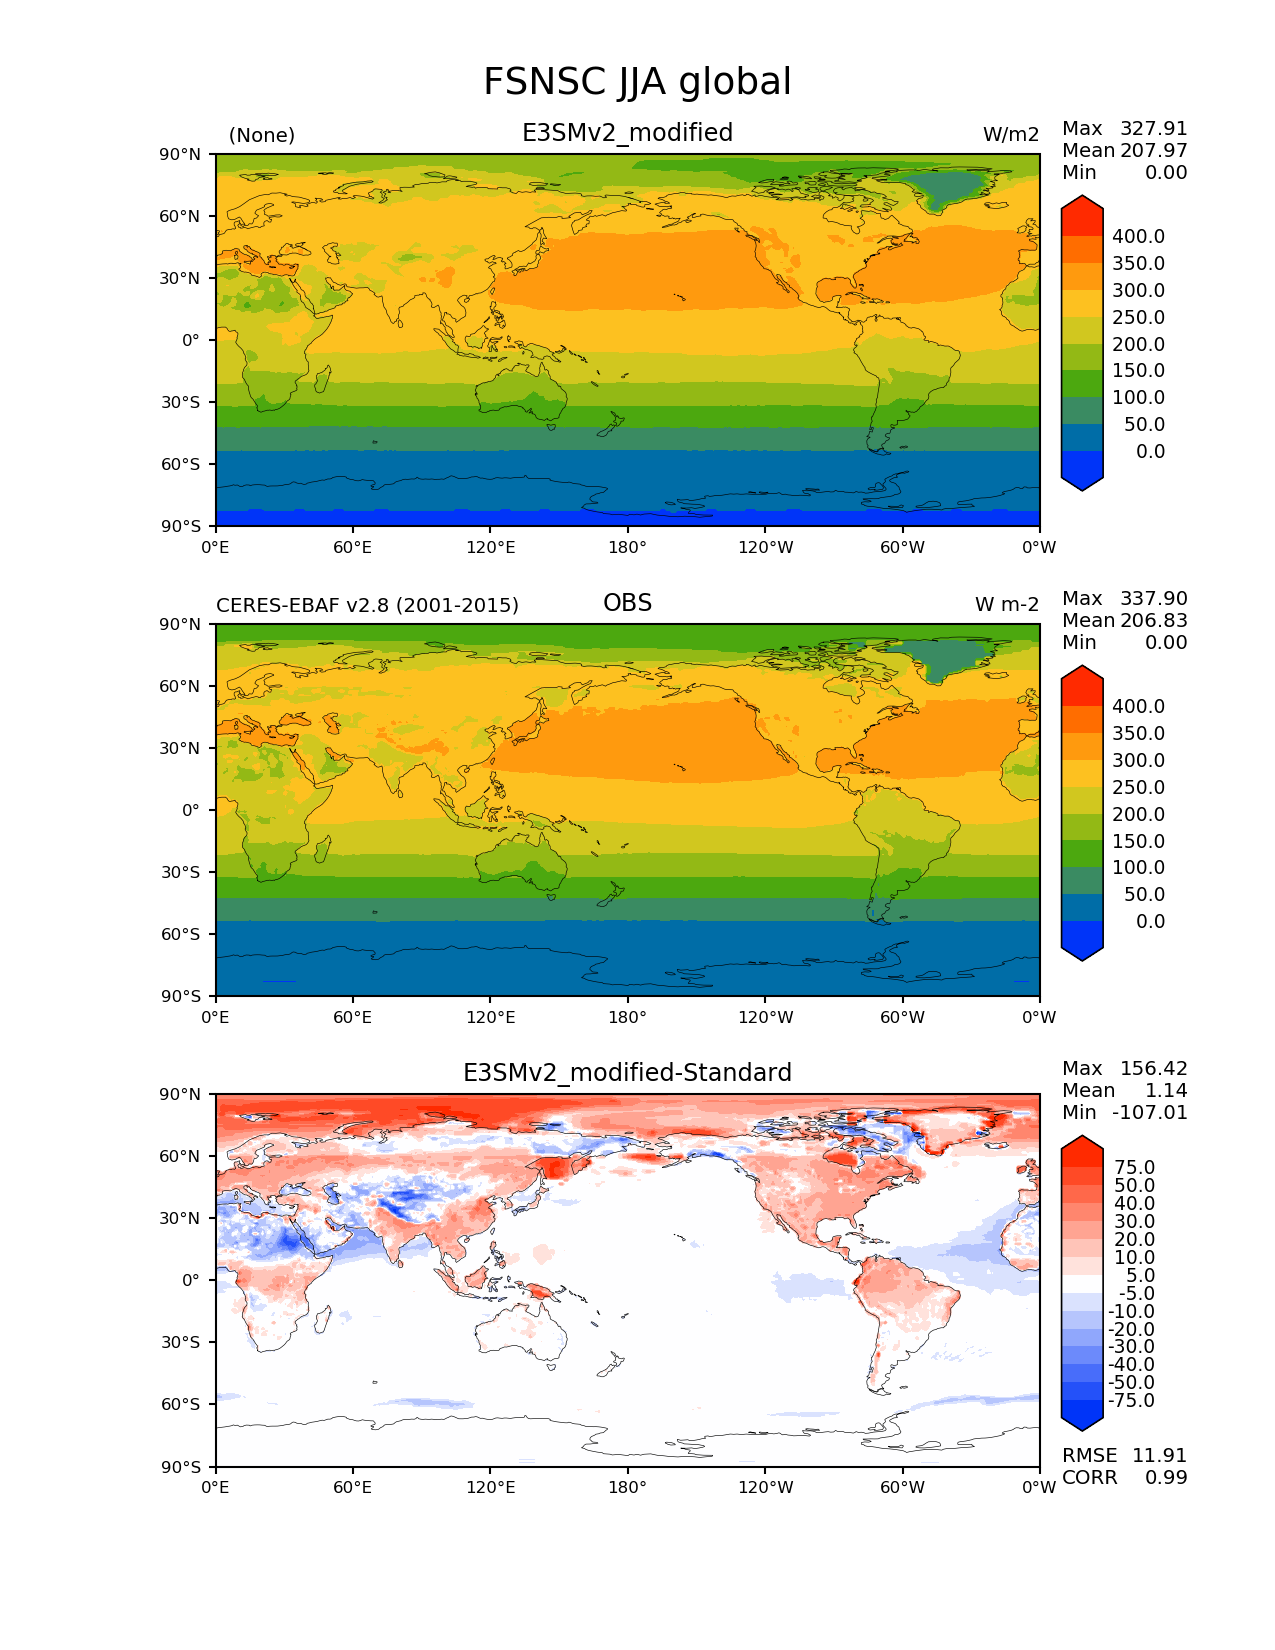 FSNSC JJA global
(None) E3SMv2_modified W/m2
Max 327.91
Mean 207.97
Min 0.00
90°N
60°N
30°N
0°
30°S
60°S
90°S
0°E 60°E 120°E 180° 120°W 60°W 0°W
400.0
350.0
300.0
250.0
200.0
150.0
100.0
50.0
0.0
CERES-EBAF v2.8 (2001-2015) OBS W m-2
Max 337.90
Mean 206.83
Min 0.00
90°N
60°N
30°N
0°
30°S
60°S
90°S
0°E 60°E 120°E 180° 120°W 60°W 0°W
400.0
350.0
300.0
250.0
200.0
150.0
100.0
50.0
0.0
E3SMv2_modified-Standard
Max 156.42
Mean 1.14
Min -107.01
90°N
60°N
30°N
0°
30°S
60°S
90°S
0°E 60°E 120°E 180° 120°W 60°W 0°W
75.0
50.0
40.0
30.0
20.0
10.0
5.0
-5.0
-10.0
-20.0
-30.0
-40.0
-50.0
-75.0
RMSE 11.91
CORR 0.99